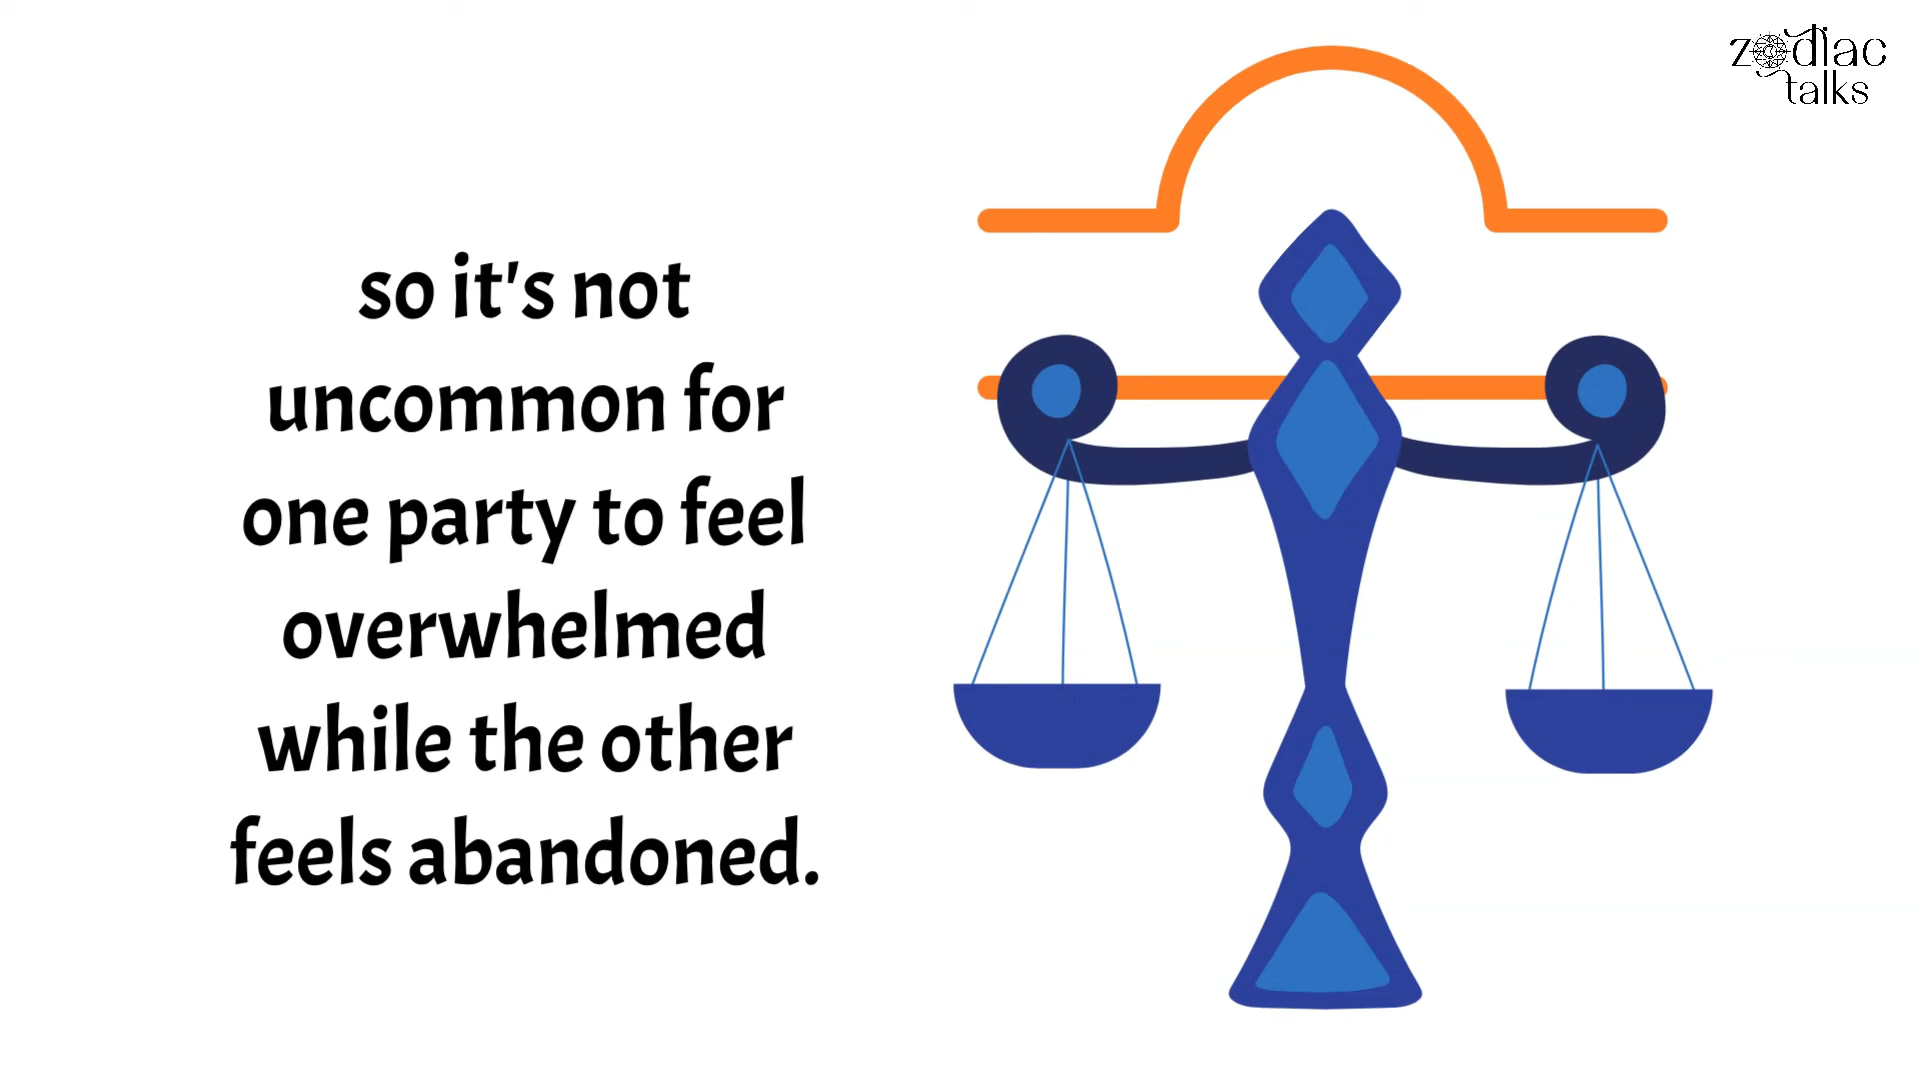 zodiac
talks
so it's not
uncommon for
one party to feel
overwhelmed
while the other
feels abandoned.